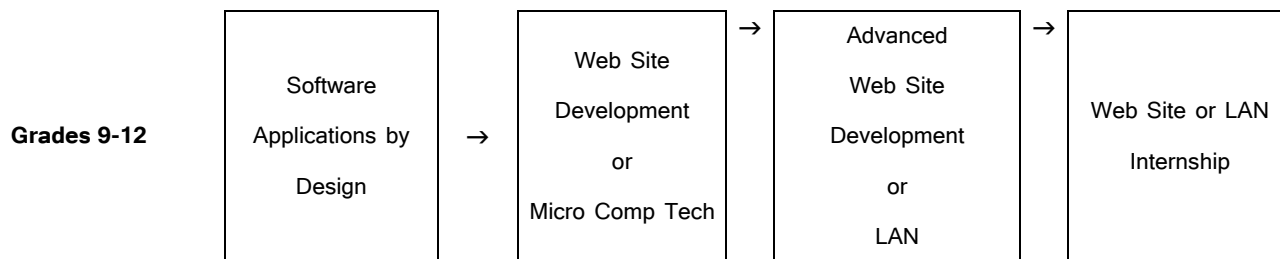 Grades 9-12
Software
Applications by
Design
→
Web Site
Development
or
Micro Comp Tech
→
Advanced
Web Site
Development
or
LAN
→
Web Site or LAN
Internship